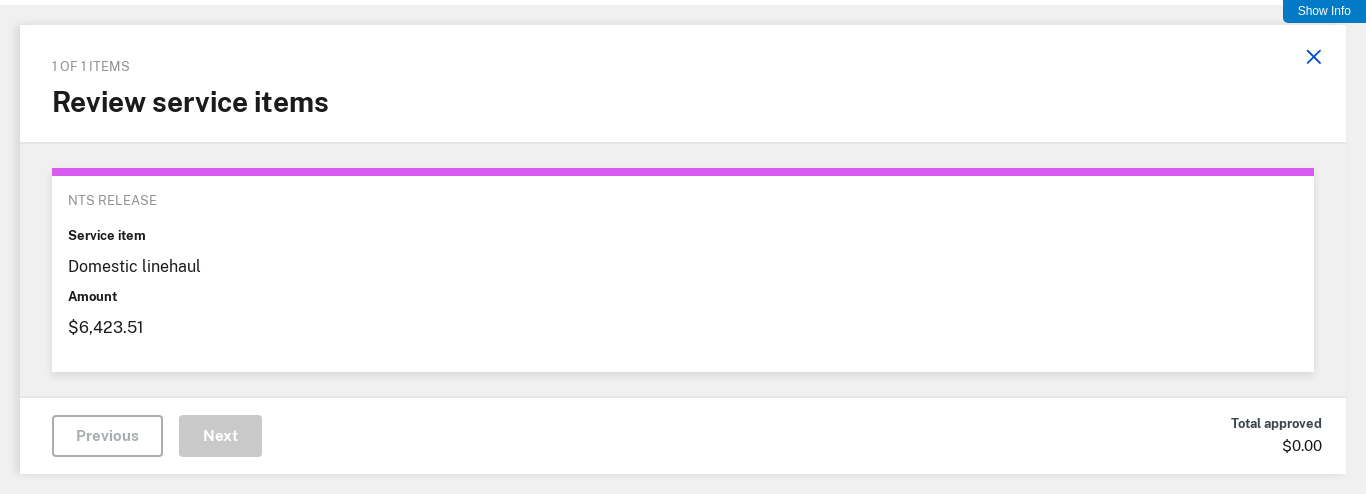 Show Info
1 OF 1 ITEMS
Review service items
NTS RELEASE
Service item
Domestic linehaul
Amount
$6,423.51
Previous
Next
Total approved
$0.00